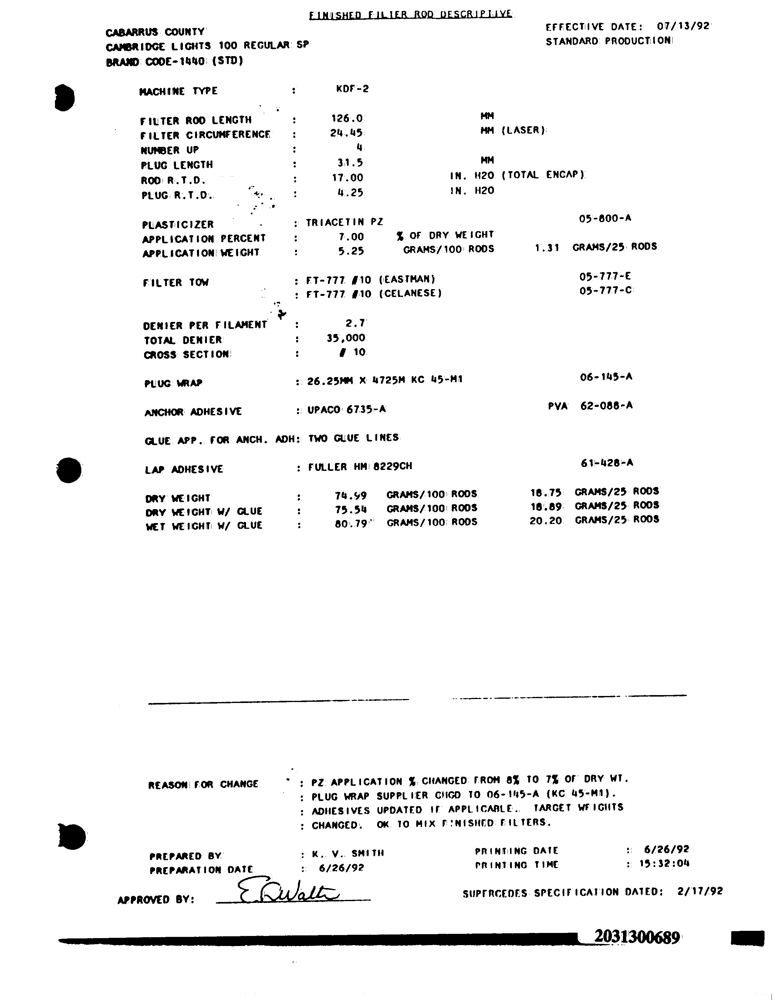 FINISHED FILTER ROD DESCRIPTIVE
CABARRUS COUNTY EFFECTIVE DATE: 07/13/92
CAMBRIDGE LIGHTS 100 REGULAR SP STANDARD PRODUCTION
BRAND CODE-1440 (STD)
MACHINE TYPE : KDF-2
FILTER ROD LENGTH : 126.0 MM
FILTER CIRCUMFERENCE : 24.45 MM (LASER)
NUMBER UP : 4
PLUG LENGTH : 31.5 MM
ROD R.T.D. : 17.00 IN. H2O (TOTAL ENCAP)
PLUG R.T.D. : 4.25 IN. H2O
PLASTICIZER : TRIACETIN PZ 05-800-A
APPLICATION PERCENT : 7.00 % OF DRY WEIGHT
APPLICATION WEIGHT : 5.25 GRAMS/100 RODS 1.31 GRAMS/25 RODS
FILTER TOW : FT-777 #10 (EASTMAN) 05-777-E
: FT-777 #10 (CELANESE) 05-777-C
DENIER PER FILAMENT : 2.7
TOTAL DENIER : 35,000
CROSS SECTION : # 10
PLUG WRAP : 26.25MM X 4725M KC 45-M1 06-145-A
ANCHOR ADHESIVE : UPACO 6735-A PVA 62-088-A
GLUE APP. FOR ANCH. ADH: TWO GLUE LINES
LAP ADHESIVE : FULLER HM 8229CH 61-428-A
DRY WEIGHT : 74.99 GRAMS/100 RODS 18.75 GRAMS/25 RODS
DRY WEIGHT W/ GLUE : 75.54 GRAMS/100 RODS 18.89 GRAMS/25 RODS
WET WEIGHT W/ GLUE : 80.79 GRAMS/100 RODS 20.20 GRAMS/25 RODS
REASON FOR CHANGE : PZ APPLICATION % CHANGED FROM 8% TO 7% OF DRY WT.
: PLUG WRAP SUPPLIER CHGD TO 06-145-A (KC 45-M1).
: ADHESIVES UPDATED IF APPLICABLE. TARGET WEIGHTS
: CHANGED. OK TO MIX FINISHED FILTERS.
PREPARED BY : K. V. SMITH PRINTING DATE : 6/26/92
PREPARATION DATE : 6/26/92 PRINTING TIME : 15:32:04
APPROVED BY: SUPERCEDES SPECIFICATION DATED: 2/17/92
2031300689